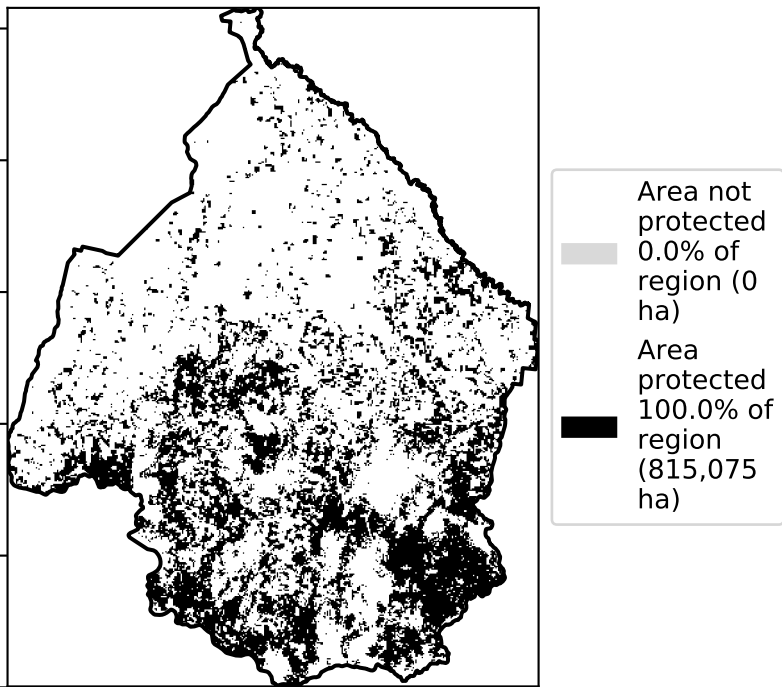 Area not
protected
0.0% of
region (0
ha)
Area
protected
100.0% of
region
(815,075
ha)